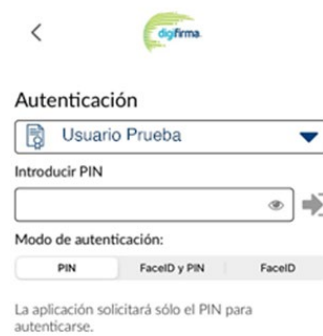 digifirma
Autenticación
Usuario Prueba
Introducir PIN
Modo de autenticación:
PIN FaceID y PIN FaceID
La aplicación solicitará sólo el PIN para
autenticarse.